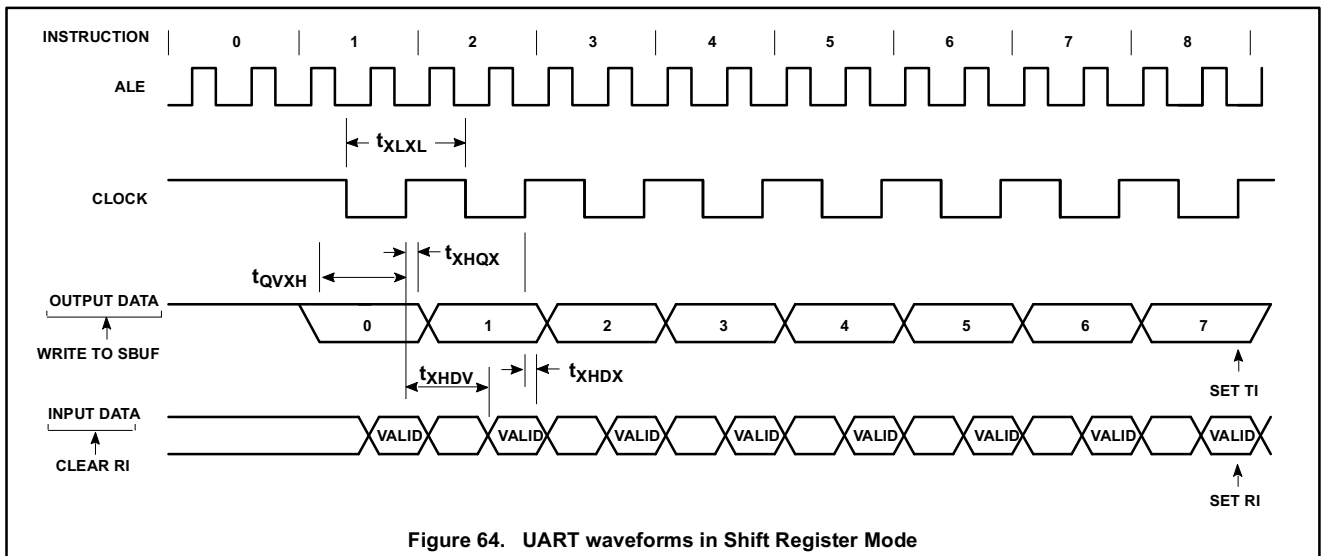 INSTRUCTION 0 1 2 3 4 5 6 7 8
ALE
tXLXL
CLOCK
tXHQX
tQVXH
OUTPUT DATA
0 1 2 3 4 5 6 7
WRITE TO SBUF
tXHDV tXHDX
SET TI
INPUT DATA
VALID VALID VALID VALID VALID VALID VALID VALID
CLEAR RI
SET RI
Figure 64. UART waveforms in Shift Register Mode